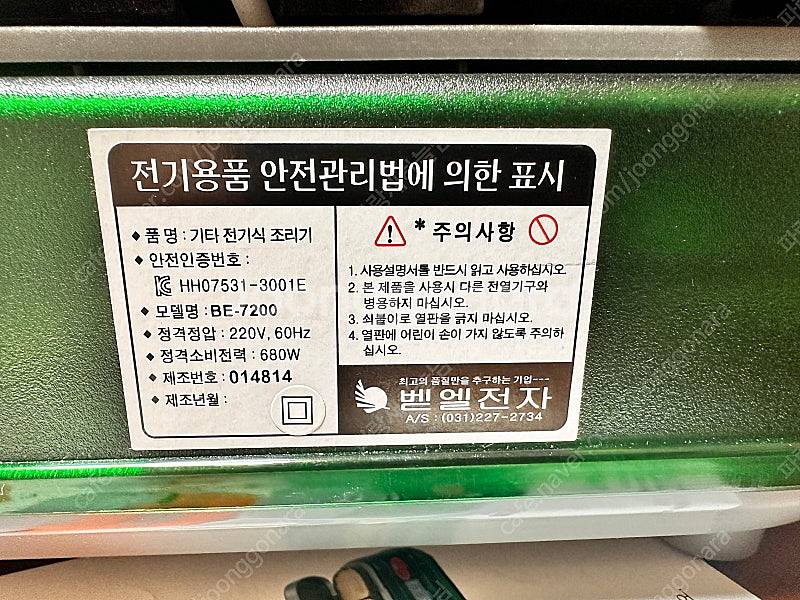 전기용품 안전관리법에 의한 표시
◆ 품 명 : 기타 전기식 조리기
◆ 안전인증번호 :
HH07531-3001E
◆ 모델명 : BE-7200
◆ 정격정압 : 220V, 60Hz
◆ 정격소비전력 : 680W
◆ 제조번호 : 014814
◆ 제조년월 :
* 주의사항
1. 사용설명서를 반드시 읽고 사용하십시오.
2. 본 제품을 사용시 다른 전열기구와
병용하지 마십시오.
3. 쇠붙이로 열판을 긁지 마십시오.
4. 열판에 어린이 손이 가지 않도록 주의하
십시오.
최고의 품질만을 추구하는 기업---
벧엘전자
A/S : (031)227-2734